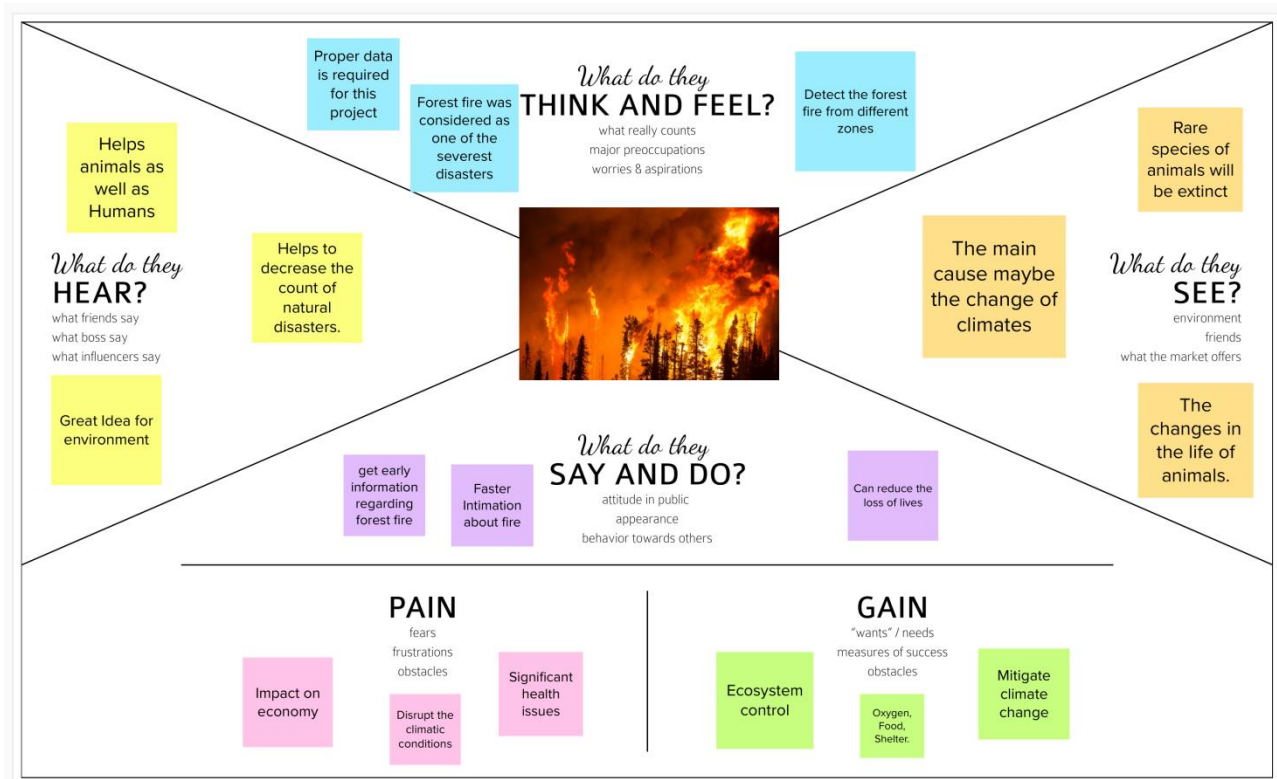 What do they
THINK AND FEEL?
what really counts
major preoccupations
worries & aspirations
Proper data
is required
for this
project
Forest fire was
considered as
one of the
severest
disasters
Detect the forest
fire from different
zones
What do they
HEAR?
what friends say
what boss say
what influencers say
Helps
animals as
well as
Humans
Helps to
decrease the
count of
natural
disasters.
Great Idea for
environment
What do they
SEE?
environment
friends
what the market offers
Rare
species of
animals will
be extinct
The main
cause maybe
the change of
climates
The
changes in
the life of
animals.
What do they
SAY AND DO?
attitude in public
appearance
behavior towards others
get early
information
regarding
forest fire
Faster
Intimation
about fire
Can reduce the
loss of lives
PAIN
fears
frustrations
obstacles
Impact on
economy
Disrupt the
climatic
conditions
Significant
health
issues
GAIN
"wants" / needs
measures of success
obstacles
Ecosystem
control
Oxygen,
Food,
Shelter.
Mitigate
climate
change